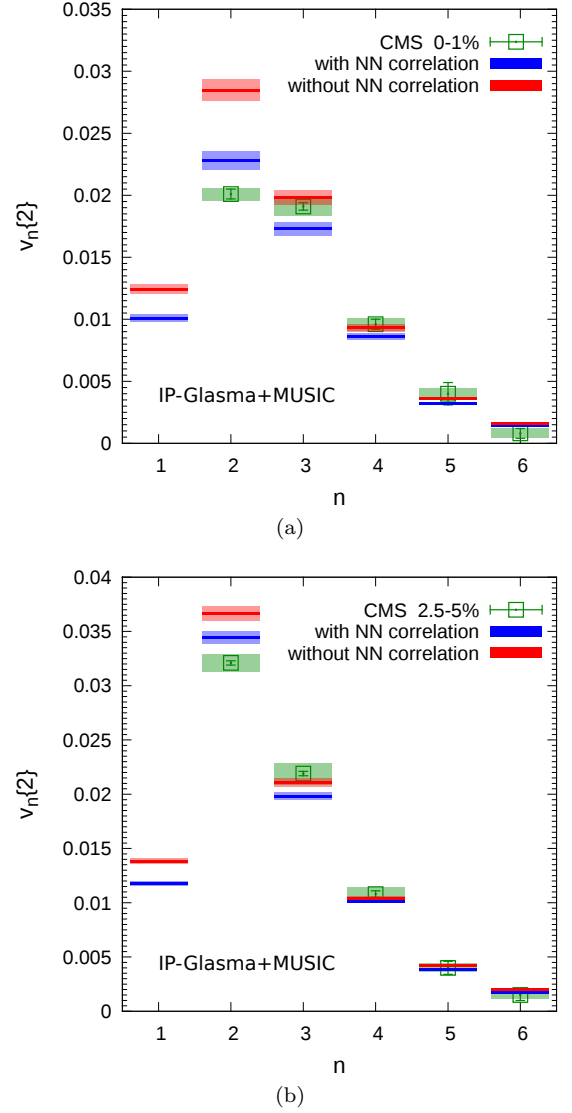 0.035
0.03
0.025
0.02
0.015
0.01
0.005
0
v_n{2}
CMS 0-1%
with NN correlation
without NN correlation
IP-Glasma+MUSIC
1 2 3 4 5 6
n
(a)
0.04
0.035
0.03
0.025
0.02
0.015
0.01
0.005
0
v_n{2}
CMS 2.5-5%
with NN correlation
without NN correlation
IP-Glasma+MUSIC
1 2 3 4 5 6
n
(b)